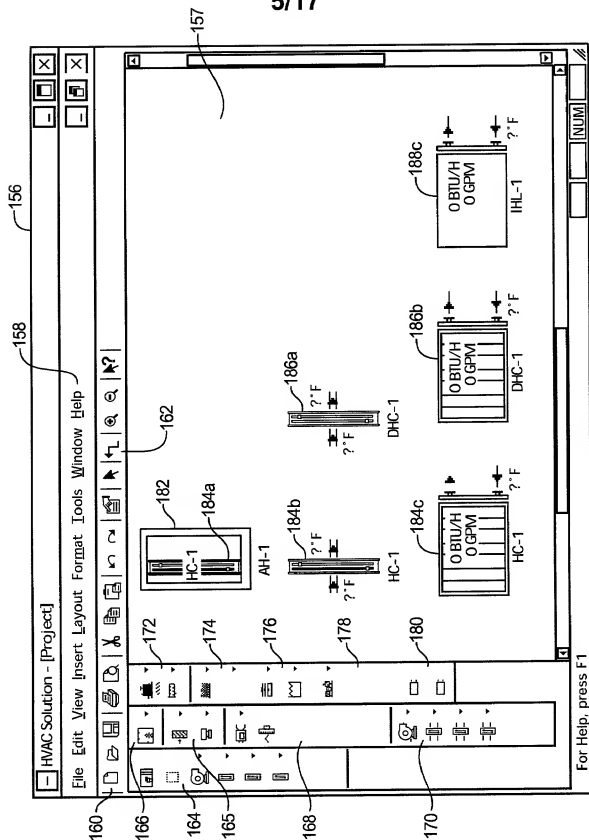 5/17
156
HVAC Solution - [Project]
158
File Edit View Insert Layout Format Tools Window Help
160
162
157
166
164
165
168
170
172
174
176
178
180
182
HC-1
184a
AH-1
184b
?°F
?°F
HC-1
186a
?°F
?°F
DHC-1
184c
0 BTU/H
0 GPM
?°F
HC-1
186b
0 BTU/H
0 GPM
?°F
DHC-1
188c
0 BTU/H
0 GPM
?°F
IHL-1
For Help, press F1
NUM